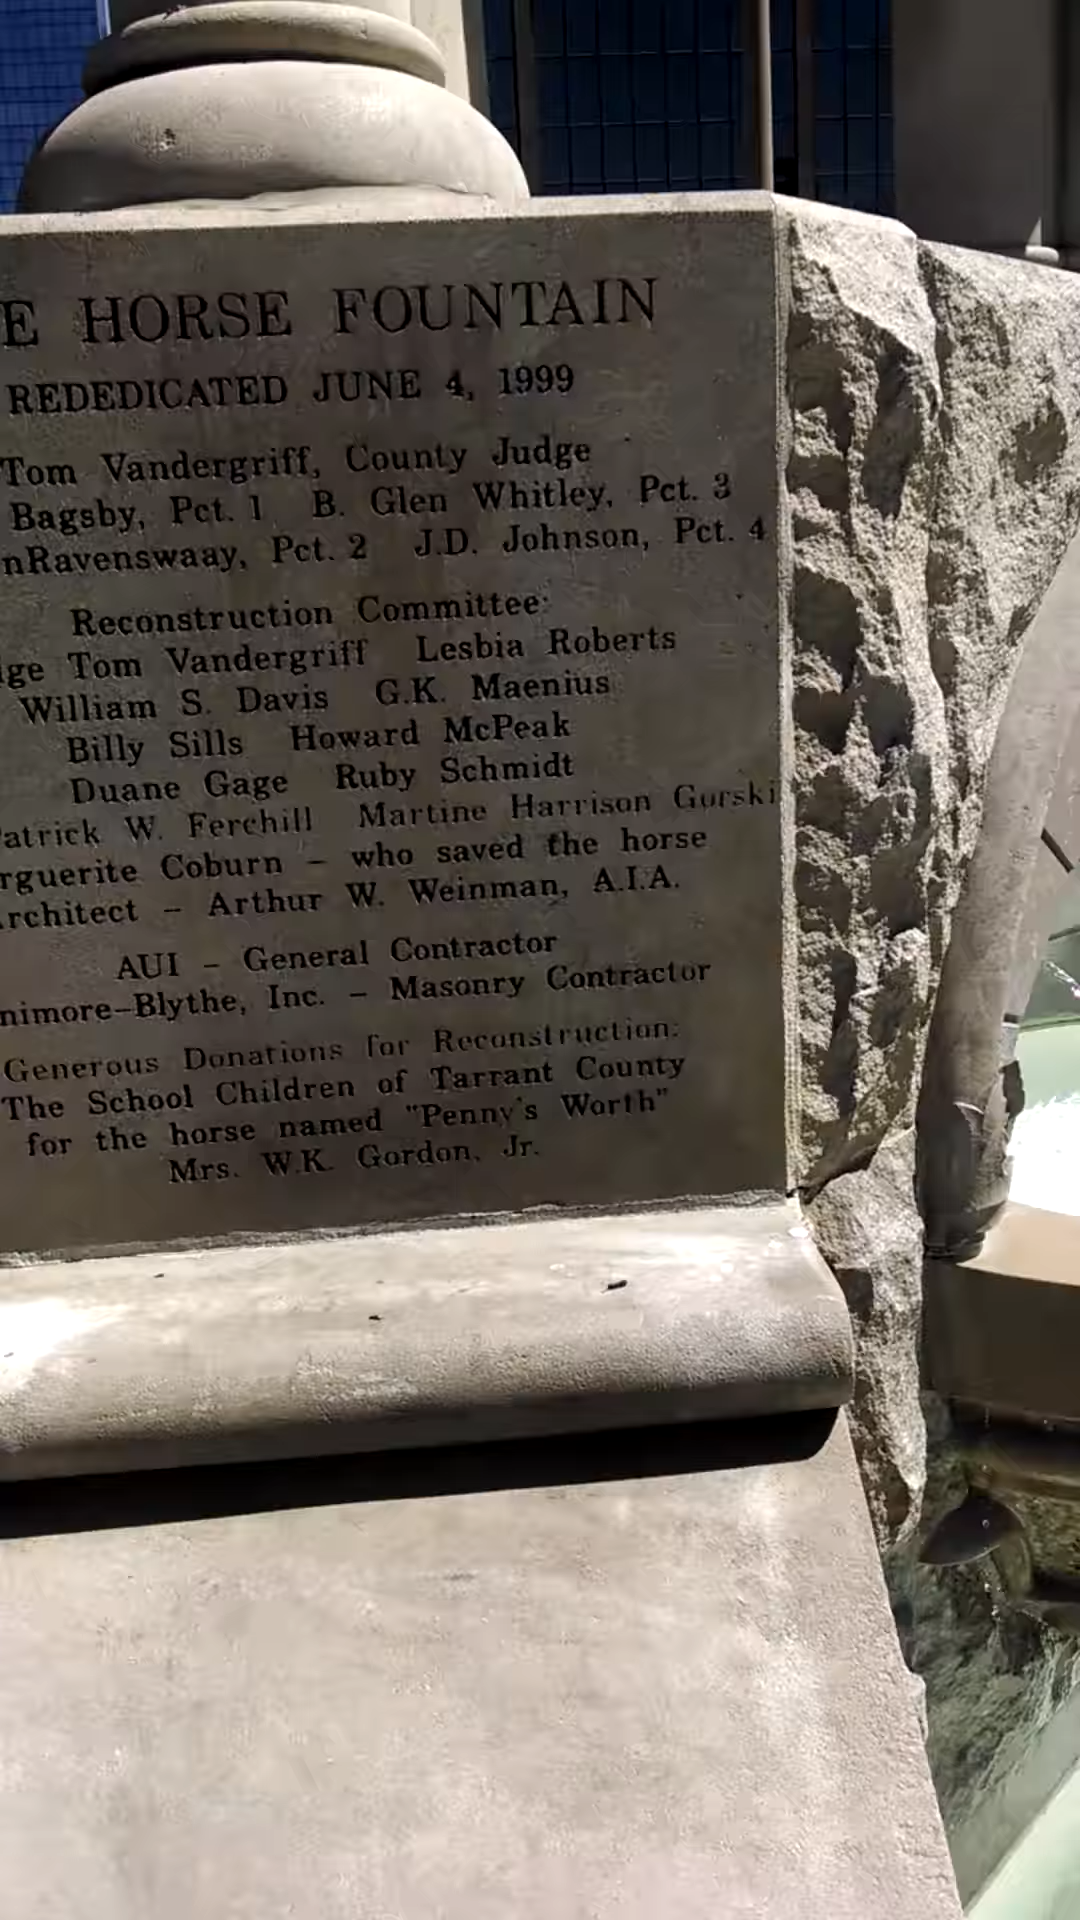 E HORSE FOUNTAIN
REDEDICATED JUNE 4, 1999
Tom Vandergriff, County Judge
Bagsby, Pct. 1 B. Glen Whitley, Pct. 3
nRavenswaay, Pct. 2 J.D. Johnson, Pct. 4
Reconstruction Committee:
dge Tom Vandergriff Lesbia Roberts
William S. Davis G.K. Maenius
Billy Sills Howard McPeak
Duane Gage Ruby Schmidt
Patrick W. Ferchill Martine Harrison Gurski
rguerite Coburn - who saved the horse
Architect - Arthur W. Weinman, A.I.A.
AUI - General Contractor
nimore-Blythe, Inc. - Masonry Contractor
Generous Donations for Reconstruction:
The School Children of Tarrant County
for the horse named "Penny's Worth"
Mrs. W.K. Gordon, Jr.